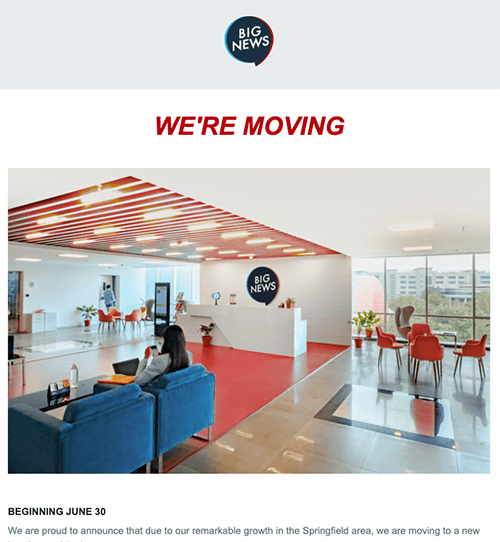 BIG
NEWS
WE'RE MOVING
BIG
NEWS
BEGINNING JUNE 30
We are proud to announce that due to our remarkable growth in the Springfield area, we are moving to a new